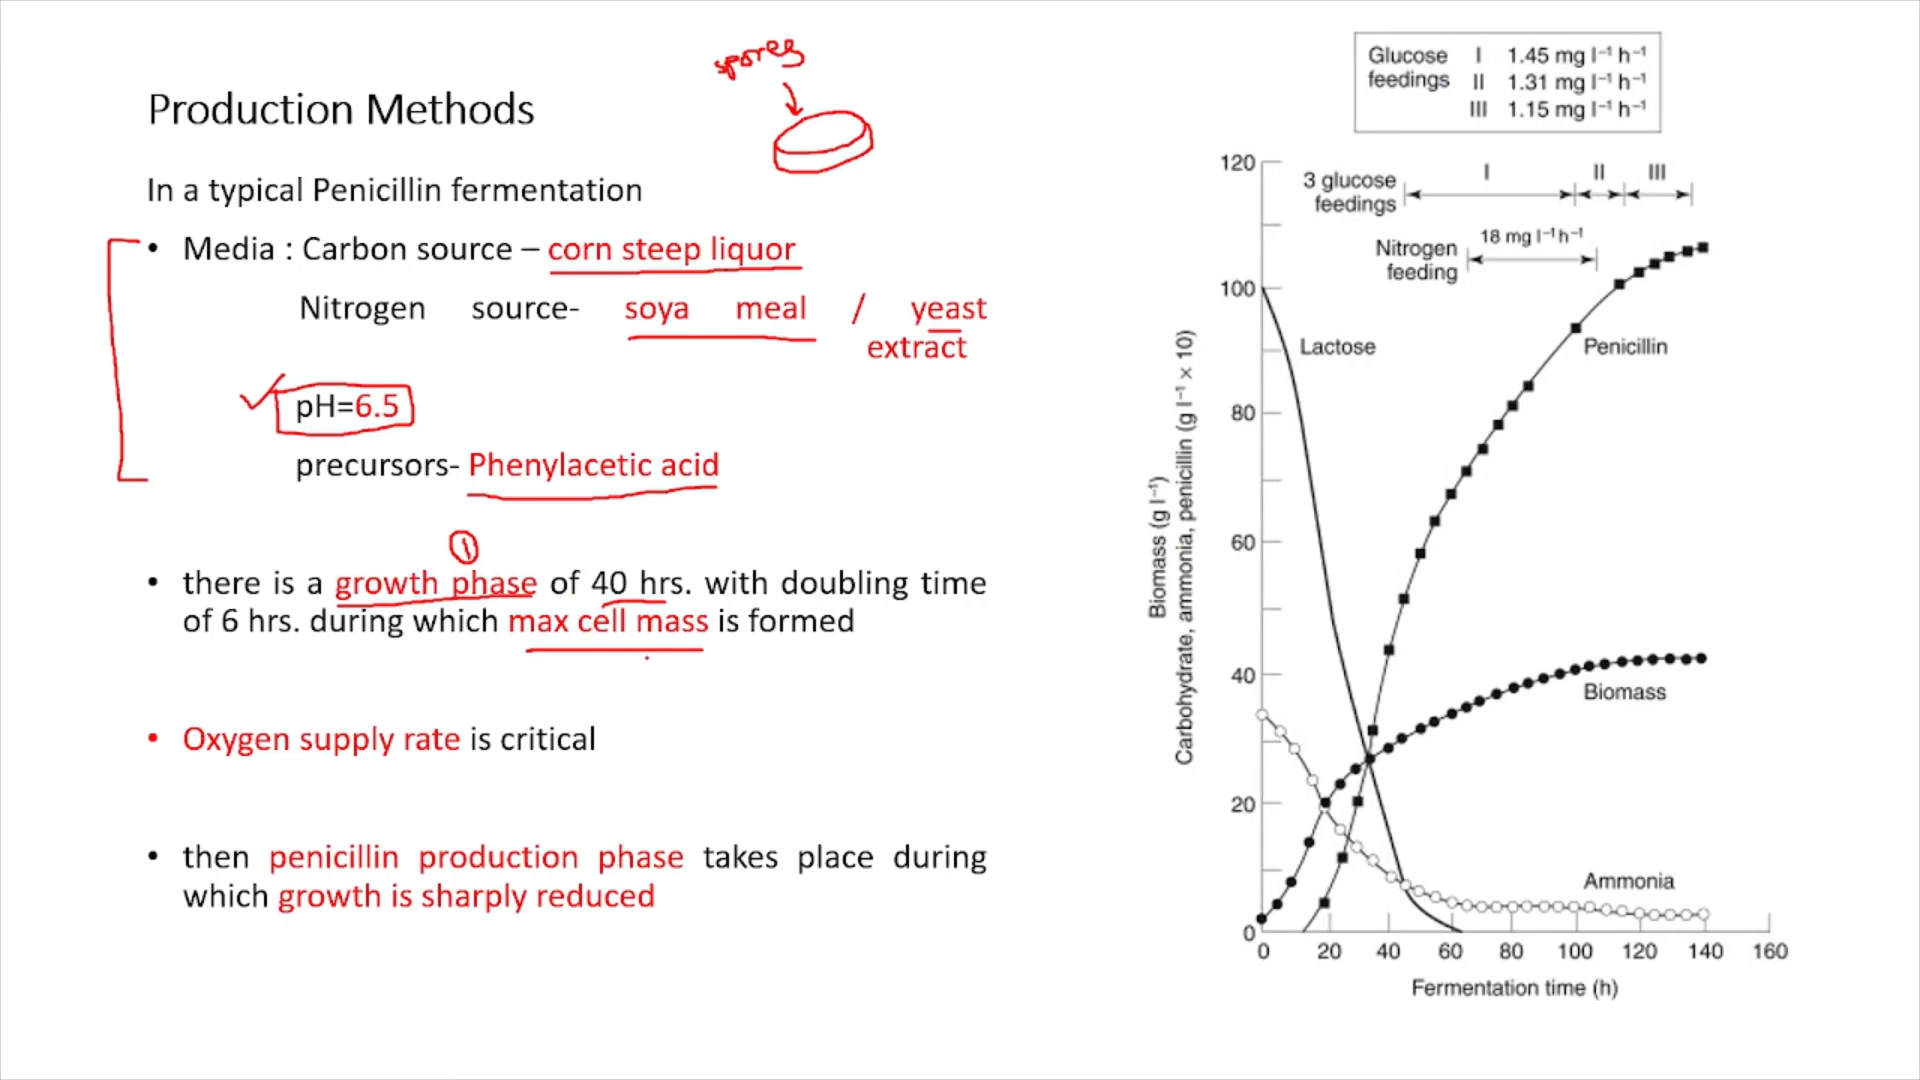 spores
Production Methods
In a typical Penicillin fermentation
• Media : Carbon source – corn steep liquor
Nitrogen source- soya meal / yeast
extract
pH=6.5
precursors- Phenylacetic acid
1
• there is a growth phase of 40 hrs. with doubling time
of 6 hrs. during which max cell mass is formed
• Oxygen supply rate is critical
• then penicillin production phase takes place during
which growth is sharply reduced
Glucose feedings
I 1.45 mg l⁻¹ h⁻¹
II 1.31 mg l⁻¹ h⁻¹
III 1.15 mg l⁻¹ h⁻¹
3 glucose
feedings
I II III
Nitrogen
feeding
18 mg l⁻¹h⁻¹
Biomass (g l⁻¹)
Carbohydrate, ammonia, penicillin (g l⁻¹ × 10)
120
100
80
60
40
20
0
Lactose
Penicillin
Biomass
Ammonia
0 20 40 60 80 100 120 140 160
Fermentation time (h)